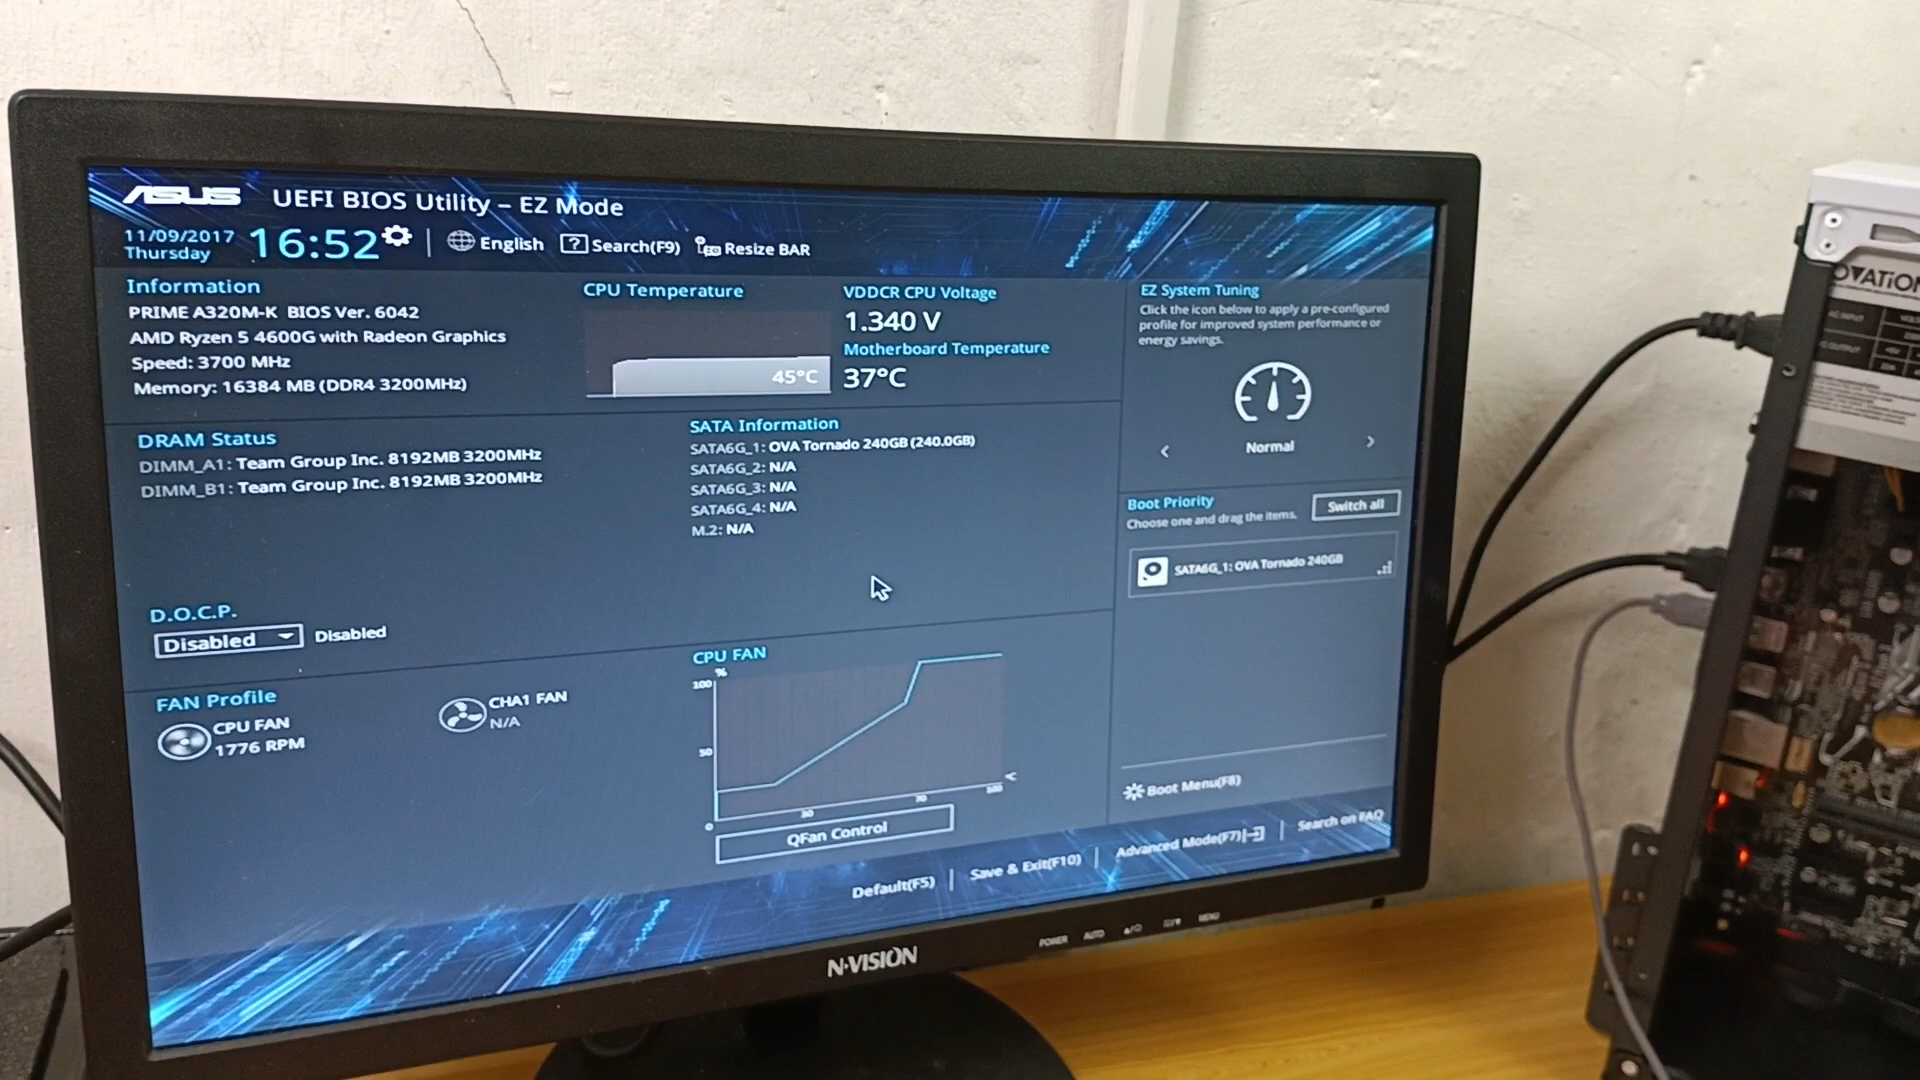 ASUS UEFI BIOS Utility – EZ Mode
11/09/2017
Thursday
16:52
English
Search(F9)
Resize BAR
Information
PRIME A320M-K BIOS Ver. 6042
AMD Ryzen 5 4600G with Radeon Graphics
Speed: 3700 MHz
Memory: 16384 MB (DDR4 3200MHz)
CPU Temperature
45°C
VDDCR CPU Voltage
1.340 V
Motherboard Temperature
37°C
EZ System Tuning
Click the icon below to apply a pre-configured
profile for improved system performance or
energy savings.
Normal
DRAM Status
DIMM_A1: Team Group Inc. 8192MB 3200MHz
DIMM_B1: Team Group Inc. 8192MB 3200MHz
SATA Information
SATA6G_1: OVA Tornado 240GB (240.0GB)
SATA6G_2: N/A
SATA6G_3: N/A
SATA6G_4: N/A
M.2: N/A
Boot Priority
Choose one and drag the items.
Switch all
SATA6G_1: OVA Tornado 240GB
D.O.C.P.
Disabled
Disabled
FAN Profile
CPU FAN
1776 RPM
CHA1 FAN
N/A
CPU FAN
%
100
50
0
30
70
100
°C
QFan Control
Boot Menu(F8)
Default(F5)
Save & Exit(F10)
Advanced Mode(F7)
Search on FAQ
N·VISION
POWER
AUTO
MENU
OVATION